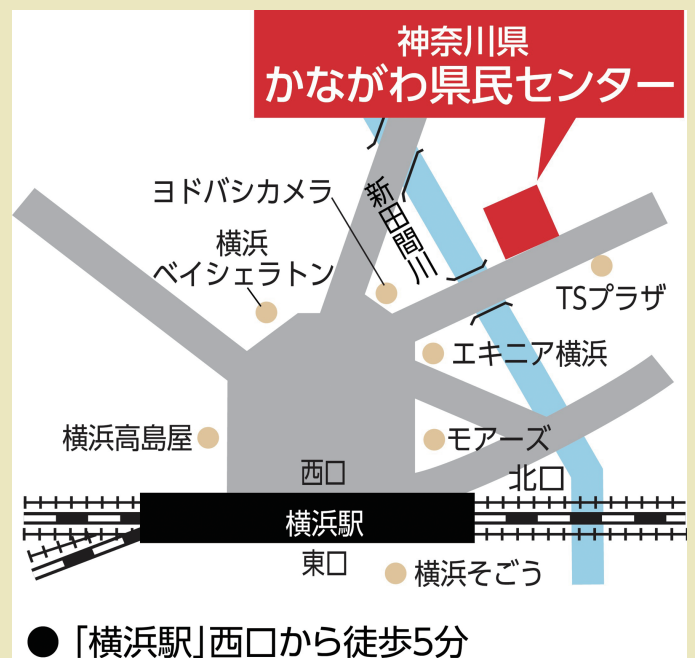 神奈川県
かながわ県民センター
ヨドバシカメラ
新田間川
横浜
ベイシェラトン
TSプラザ
エキニア横浜
横浜高島屋
モアーズ
西口
北口
横浜駅
東口
横浜そごう
●「横浜駅」西口から徒歩5分